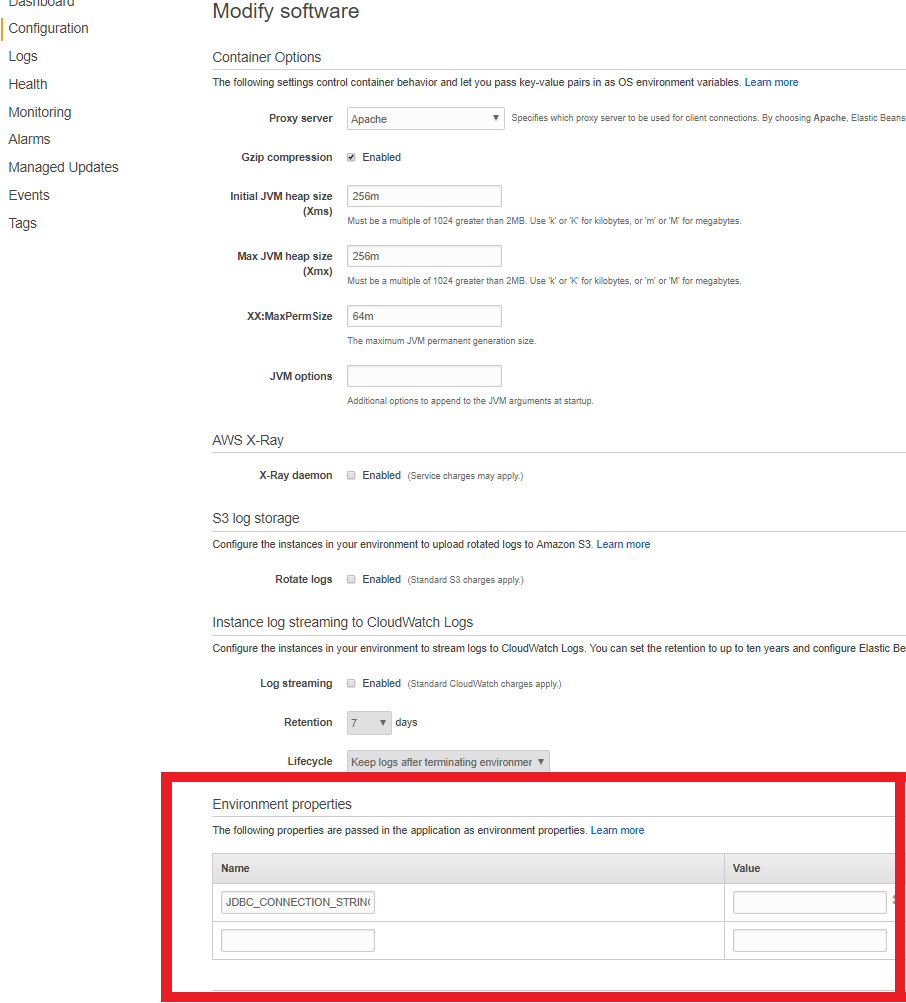 Dashboard
Configuration
Logs
Health
Monitoring
Alarms
Managed Updates
Events
Tags
Modify software
Container Options
The following settings control container behavior and let you pass key-value pairs in as OS environment variables. Learn more
Proxy server
Apache
Specifies which proxy server to be used for client connections. By choosing Apache, Elastic Beans
Gzip compression
Enabled
Initial JVM heap size
(Xms)
256m
Must be a multiple of 1024 greater than 2MB. Use 'k' or 'K' for kilobytes, or 'm' or 'M' for megabytes.
Max JVM heap size
(Xmx)
256m
Must be a multiple of 1024 greater than 2MB. Use 'k' or 'K' for kilobytes, or 'm' or 'M' for megabytes.
XX:MaxPermSize
64m
The maximum JVM permanent generation size.
JVM options
Additional options to append to the JVM arguments at startup.
AWS X-Ray
X-Ray daemon
Enabled (Service charges may apply.)
S3 log storage
Configure the instances in your environment to upload rotated logs to Amazon S3. Learn more
Rotate logs
Enabled (Standard S3 charges apply.)
Instance log streaming to CloudWatch Logs
Configure the instances in your environment to stream logs to CloudWatch Logs. You can set the retention to up to ten years and configure Elastic Be
Log streaming
Enabled (Standard CloudWatch charges apply.)
Retention
7 days
Lifecycle
Keep logs after terminating environmer
Environment properties
The following properties are passed in the application as environment properties. Learn more
Name Value
JDBC_CONNECTION_STRING